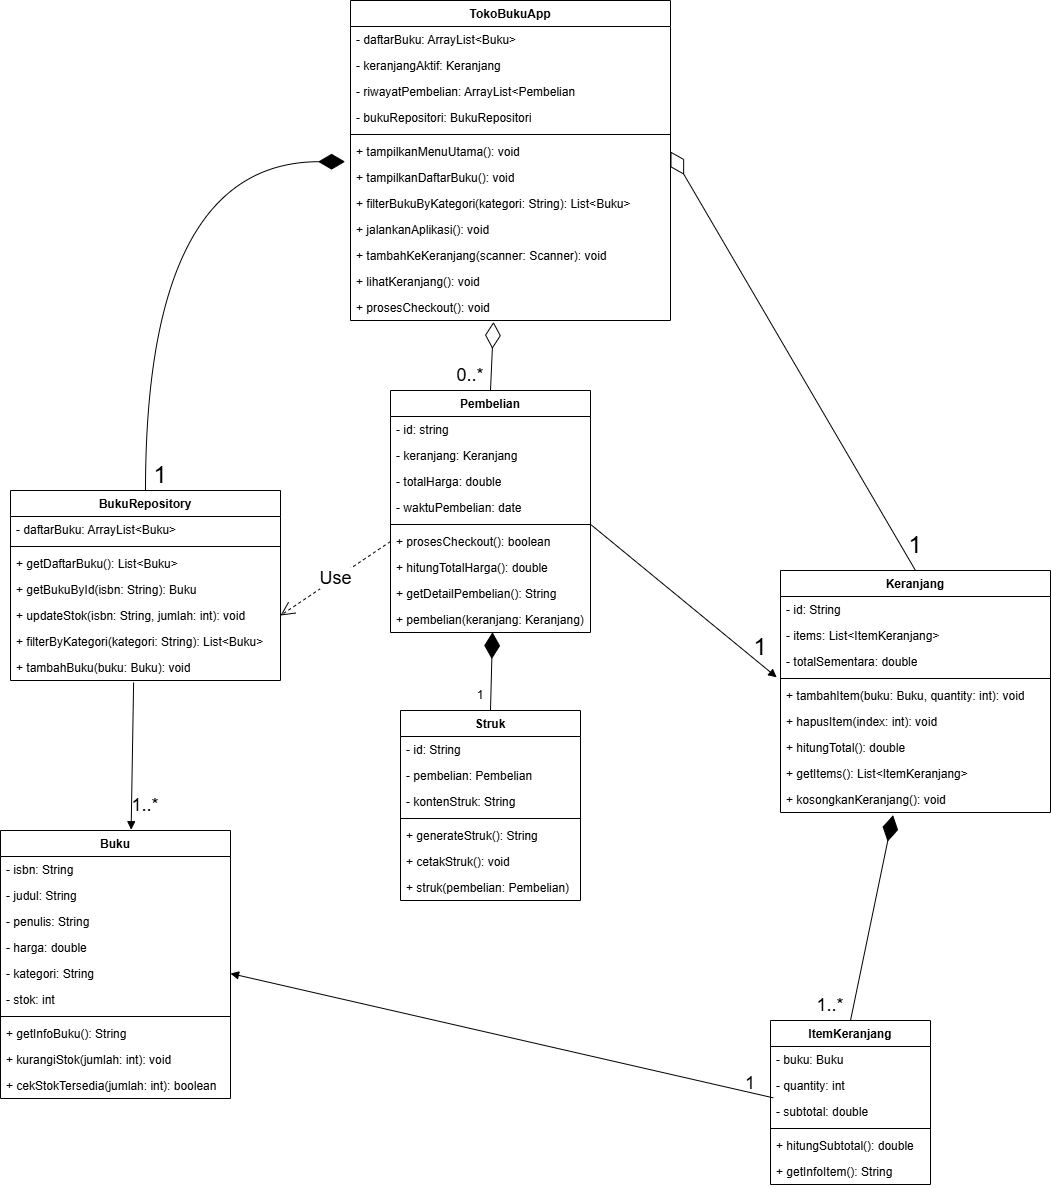 TokoBukuApp
- daftarBuku: ArrayList<Buku>
- keranjangAktif: Keranjang
- riwayatPembelian: ArrayList<Pembelian
- bukuRepositori: BukuRepositori
+ tampilkanMenuUtama(): void
+ tampilkanDaftarBuku(): void
+ filterBukuByKategori(kategori: String): List<Buku>
+ jalankanAplikasi(): void
+ tambahKeKeranjang(scanner: Scanner): void
+ lihatKeranjang(): void
+ prosesCheckout(): void
0..*
Pembelian
- id: string
- keranjang: Keranjang
- totalHarga: double
- waktuPembelian: date
+ prosesCheckout(): boolean
+ hitungTotalHarga(): double
+ getDetailPembelian(): String
+ pembelian(keranjang: Keranjang)
1
BukuRepository
- daftarBuku: ArrayList<Buku>
+ getDaftarBuku(): List<Buku>
+ getBukuById(isbn: String): Buku
+ updateStok(isbn: String, jumlah: int): void
+ filterByKategori(kategori: String): List<Buku>
+ tambahBuku(buku: Buku): void
Use
1
1
Keranjang
- id: String
- items: List<ItemKeranjang>
- totalSementara: double
+ tambahItem(buku: Buku, quantity: int): void
+ hapusItem(index: int): void
+ hitungTotal(): double
+ getItems(): List<ItemKeranjang>
+ kosongkanKeranjang(): void
1
Struk
- id: String
- pembelian: Pembelian
- kontenStruk: String
+ generateStruk(): String
+ cetakStruk(): void
+ struk(pembelian: Pembelian)
1..*
Buku
- isbn: String
- judul: String
- penulis: String
- harga: double
- kategori: String
- stok: int
+ getInfoBuku(): String
+ kurangiStok(jumlah: int): void
+ cekStokTersedia(jumlah: int): boolean
1..*
1
ItemKeranjang
- buku: Buku
- quantity: int
- subtotal: double
+ hitungSubtotal(): double
+ getInfoItem(): String